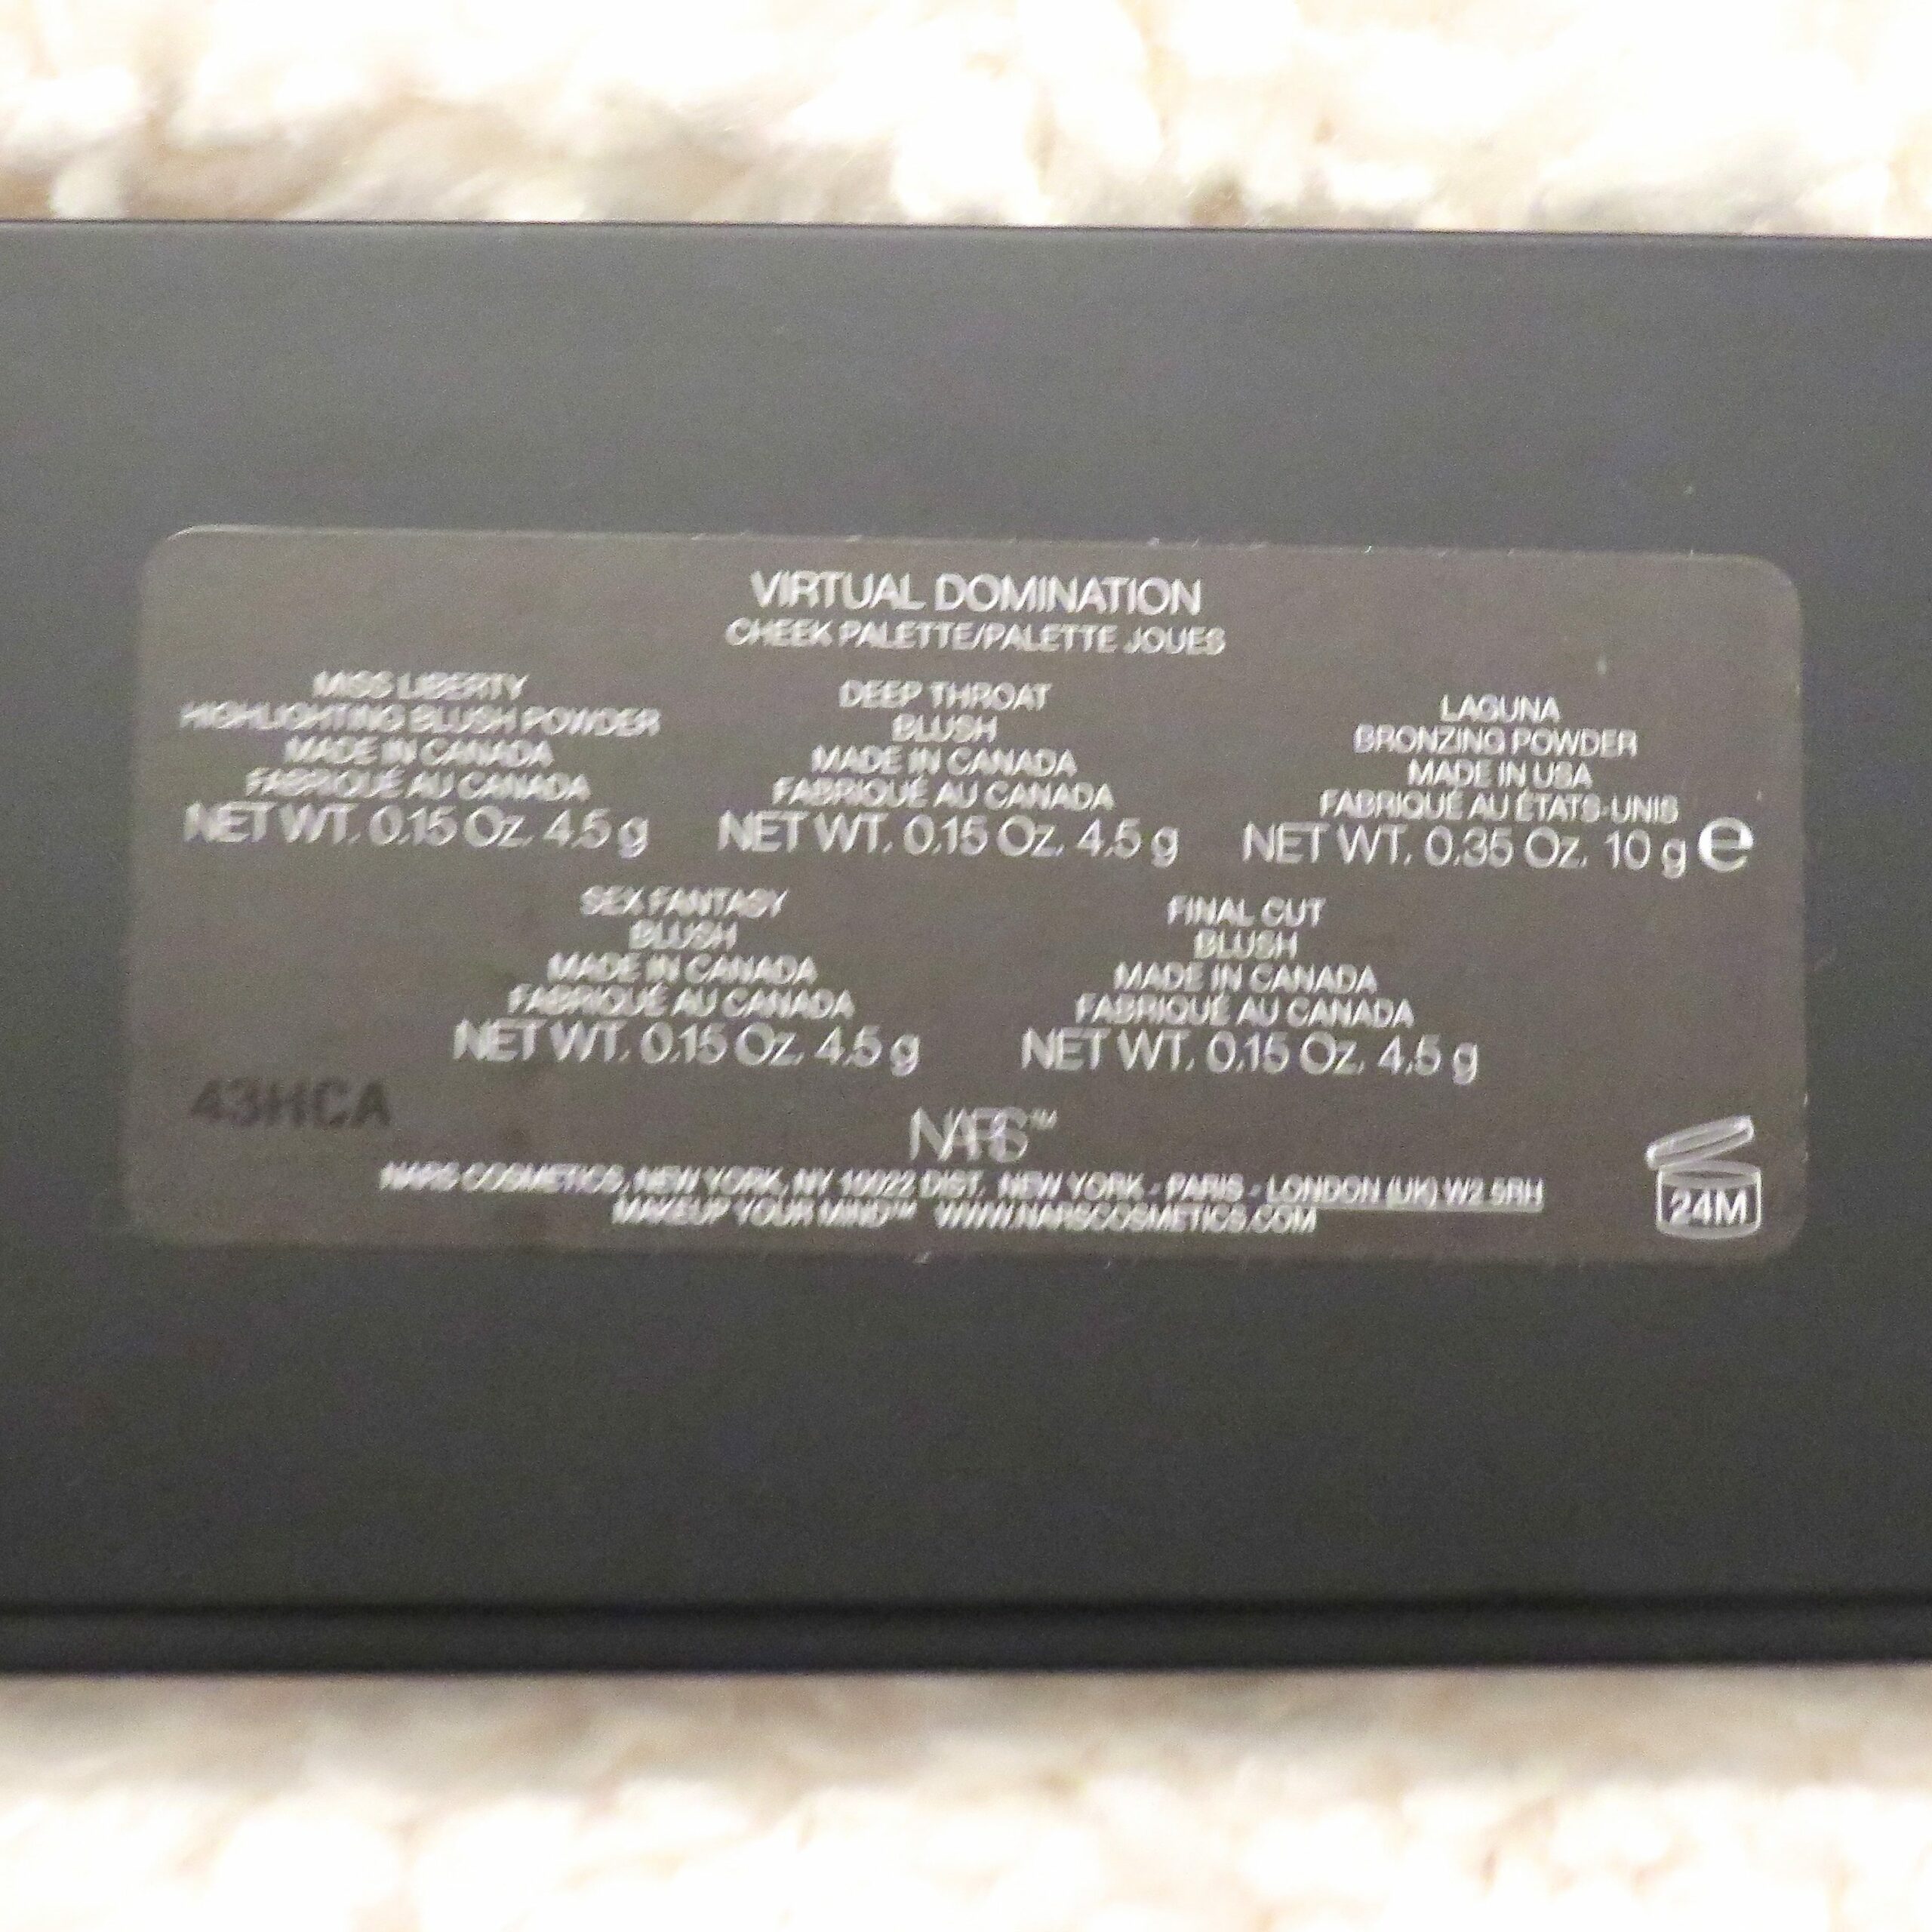 VIRTUAL DOMINATION
CHEEK PALETTE/PALETTE JOUES
MISS LIBERTY
HIGHLIGHTING BLUSH POWDER
MADE IN CANADA
FABRIQUÉ AU CANADA
NET WT. 0.15 Oz. 4.5 g
DEEP THROAT
BLUSH
MADE IN CANADA
FABRIQUÉ AU CANADA
NET WT. 0.15 Oz. 4.5 g
LAGUNA
BRONZING POWDER
MADE IN USA
FABRIQUÉ AU ÉTATS-UNIS
NET WT. 0.35 Oz. 10 g e
SEX FANTASY
BLUSH
MADE IN CANADA
FABRIQUÉ AU CANADA
NET WT. 0.15 Oz. 4.5 g
FINAL CUT
BLUSH
MADE IN CANADA
FABRIQUÉ AU CANADA
NET WT. 0.15 Oz. 4.5 g
43HCA
NARS™
NARS COSMETICS, NEW YORK, NY 10022 DIST. NEW YORK - PARIS - LONDON (UK) W2 5RH
MAKEUP YOUR MIND™ WWW.NARSCOSMETICS.COM
24M